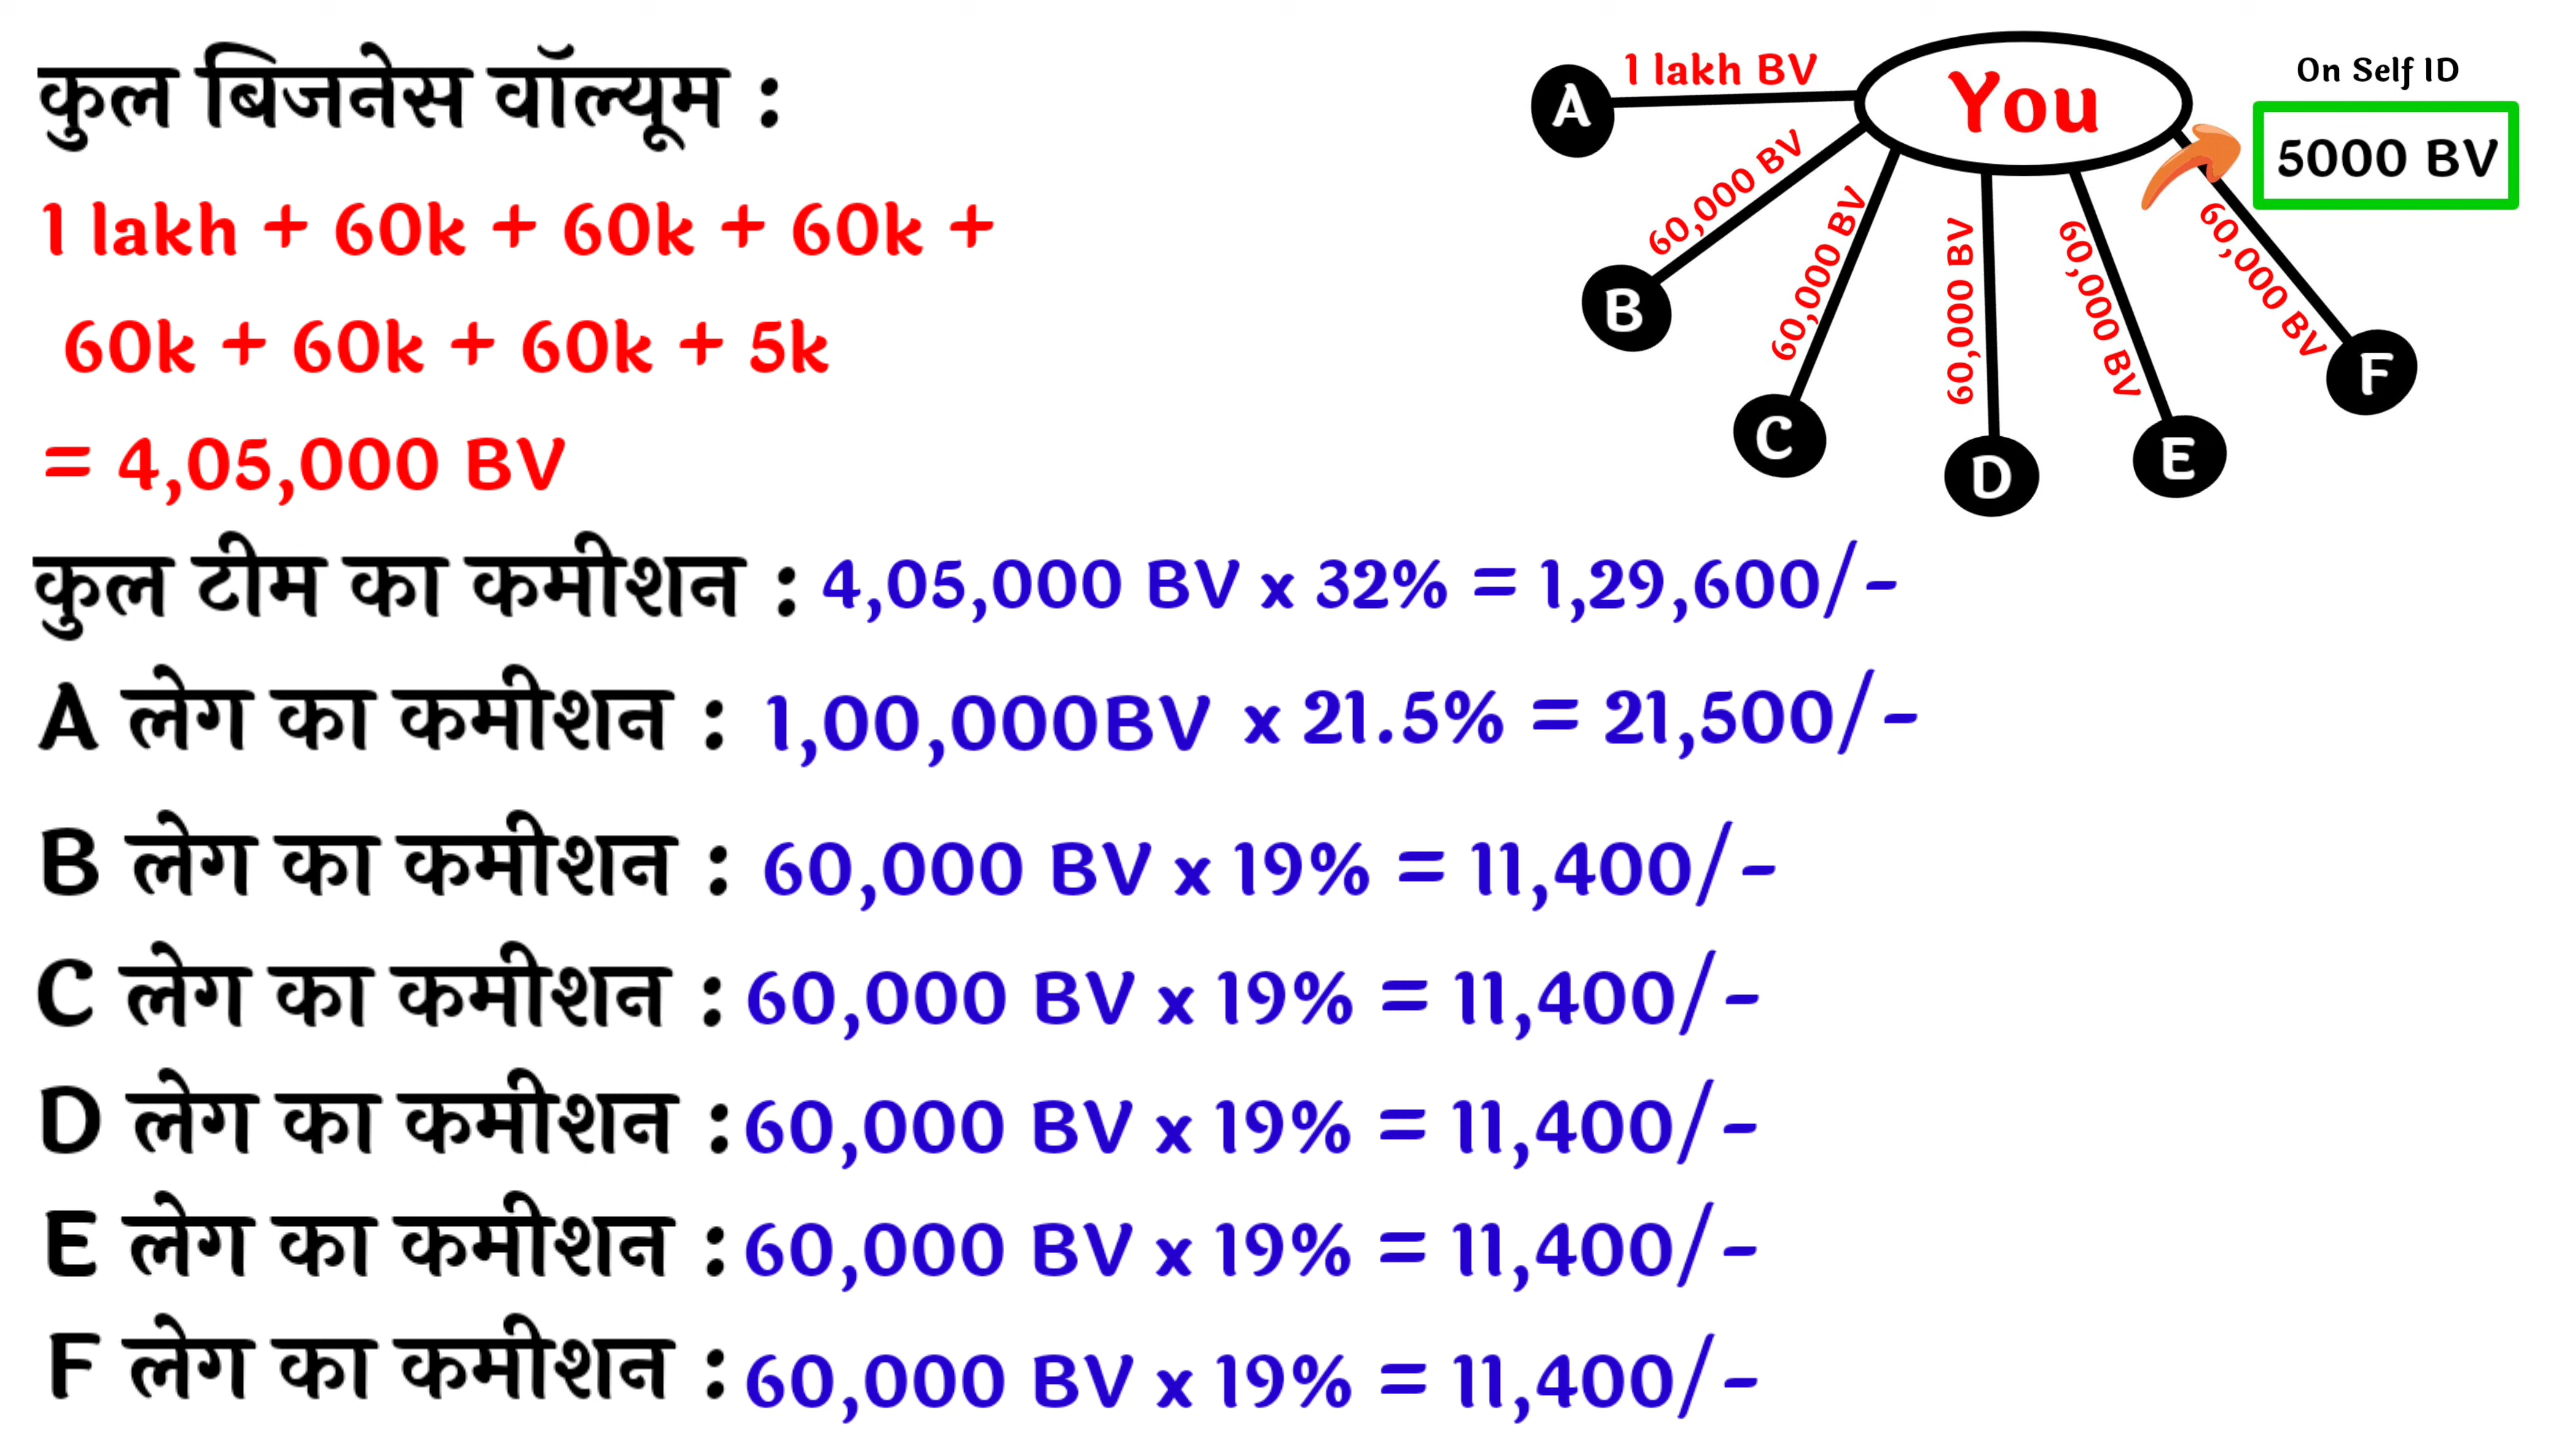 कुल बिजनेस वॉल्यूम :
1 lakh + 60k + 60k + 60k +
60k + 60k + 60k + 5k
= 4,05,000 BV
You
On Self ID
5000 BV
1 lakh BV
A
60,000 BV
B
60,000 BV
C
60,000 BV
D
60,000 BV
E
60,000 BV
F
कुल टीम का कमीशन : 4,05,000 BV x 32% = 1,29,600/-
A लेग का कमीशन : 1,00,000BV x 21.5% = 21,500/-
B लेग का कमीशन : 60,000 BV x 19% = 11,400/-
C लेग का कमीशन : 60,000 BV x 19% = 11,400/-
D लेग का कमीशन : 60,000 BV x 19% = 11,400/-
E लेग का कमीशन : 60,000 BV x 19% = 11,400/-
F लेग का कमीशन : 60,000 BV x 19% = 11,400/-